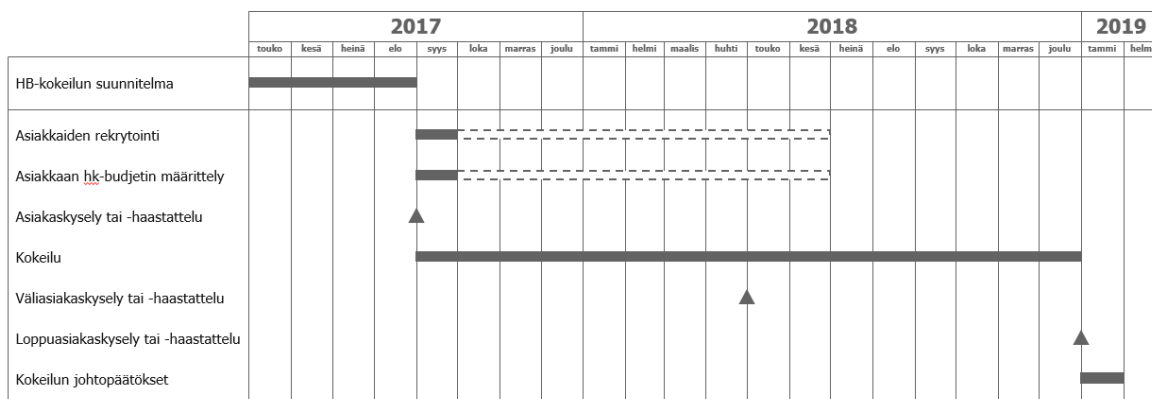 2017 2018 2019
touko kesä heinä elo syys loka marras joulu tammi helmi maalis huhti touko kesä heinä elo syys loka marras joulu tammi helm
HB-kokeilun suunnitelma
Asiakkaiden rekrytointi
Asiakkaan hk-budjetin määrittely
Asiakaskysely tai -haastattelu
Kokeilu
Väliasiakaskysely tai -haastattelu
Loppuasiakaskysely tai -haastattelu
Kokeilun johtopäätökset